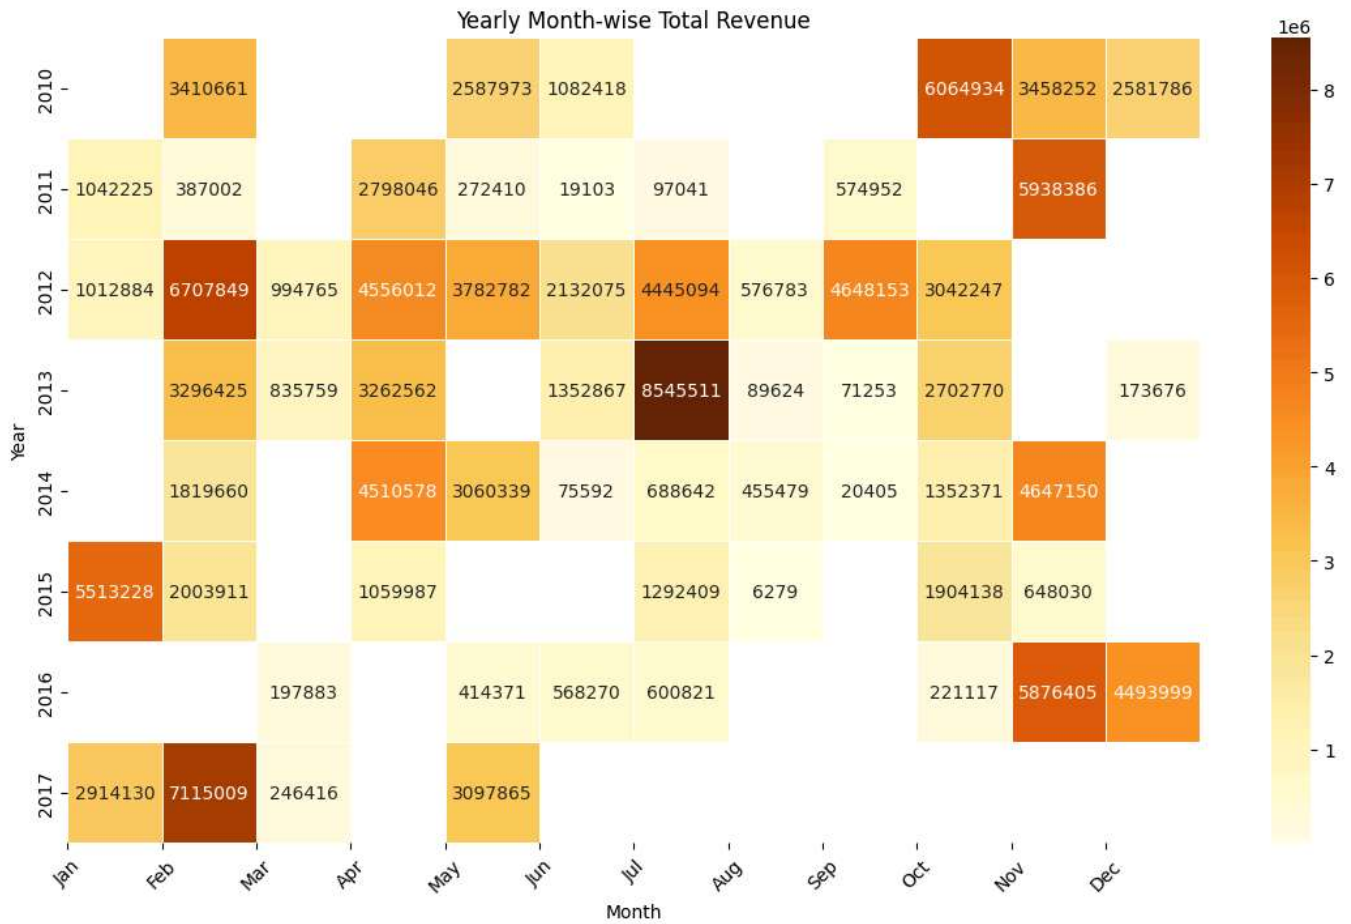 Yearly Month-wise Total Revenue
1e6
2010 3410661 2587973 1082418 6064934 3458252 2581786
2011 1042225 387002 2798046 272410 19103 97041 574952 5938386
2012 1012884 6707849 994765 4556012 3782782 2132075 4445094 576783 4648153 3042247
2013 3296425 835759 3262562 1352867 8545511 89624 71253 2702770 173676
2014 1819660 4510578 3060339 75592 688642 455479 20405 1352371 4647150
2015 5513228 2003911 1059987 1292409 6279 1904138 648030
2016 197883 414371 568270 600821 221117 5876405 4493999
2017 2914130 7115009 246416 3097865
Jan Feb Mar Apr May Jun Jul Aug Sep Oct Nov Dec
Month
Year
8
7
6
5
4
3
2
1